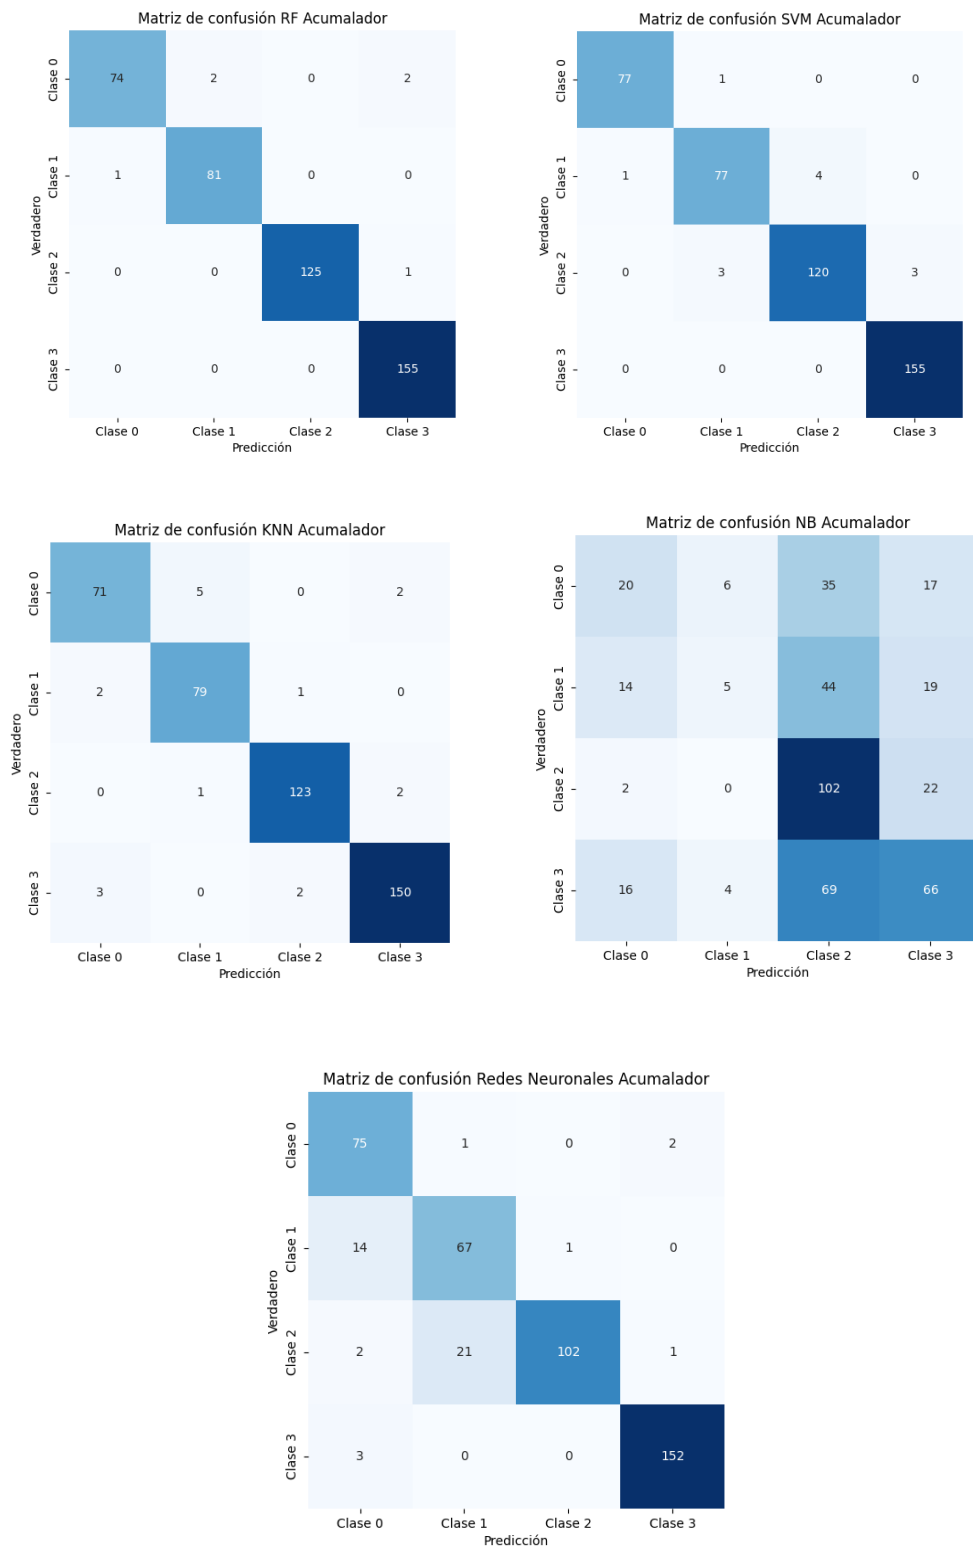 Matriz de confusión RF Acumalador
Clase 0 74 2 0 2
Clase 1 1 81 0 0
Verdadero
Clase 2 0 0 125 1
Clase 3 0 0 0 155
Clase 0 Clase 1 Clase 2 Clase 3
Predicción
Matriz de confusión SVM Acumalador
Clase 0 77 1 0 0
Clase 1 1 77 4 0
Verdadero
Clase 2 0 3 120 3
Clase 3 0 0 0 155
Clase 0 Clase 1 Clase 2 Clase 3
Predicción
Matriz de confusión KNN Acumalador
Clase 0 71 5 0 2
Clase 1 2 79 1 0
Verdadero
Clase 2 0 1 123 2
Clase 3 3 0 2 150
Clase 0 Clase 1 Clase 2 Clase 3
Predicción
Matriz de confusión NB Acumalador
Clase 0 20 6 35 17
Clase 1 14 5 44 19
Verdadero
Clase 2 2 0 102 22
Clase 3 16 4 69 66
Clase 0 Clase 1 Clase 2 Clase 3
Predicción
Matriz de confusión Redes Neuronales Acumalador
Clase 0 75 1 0 2
Clase 1 14 67 1 0
Verdadero
Clase 2 2 21 102 1
Clase 3 3 0 0 152
Clase 0 Clase 1 Clase 2 Clase 3
Predicción